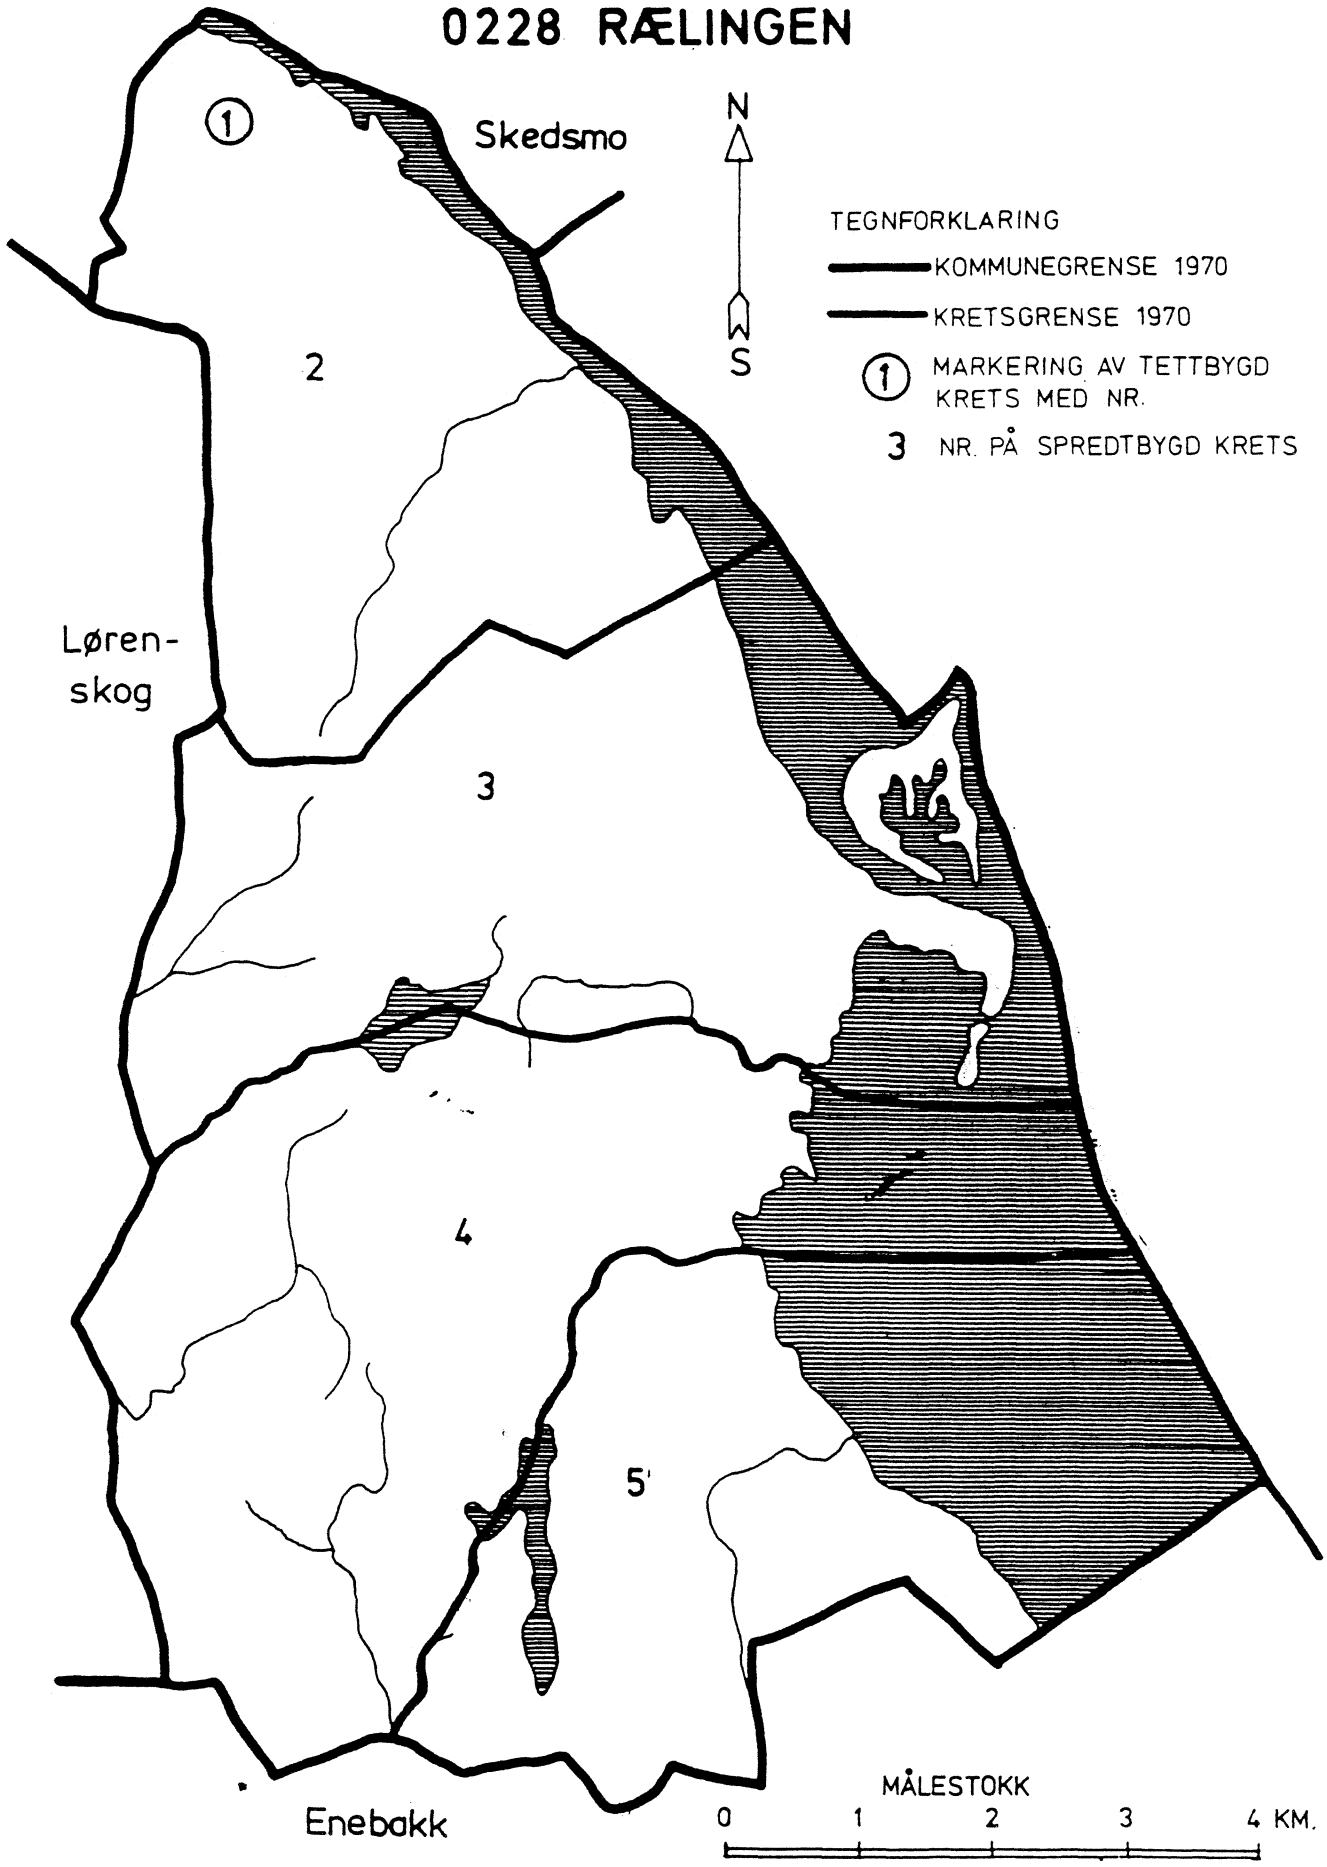 0228 RÆLINGEN
N
1
Skedsmo
TEGNFORKLARING
KOMMUNEGRENSE 1970
KRETSGRENSE 1970
S
2
1 MARKERING AV TETTBYGD
KRETS MED NR.
3 NR. PÅ SPREDTBYGD KRETS
Løren-
skog
3
4
5
MÅLESTOKK
Enebakk
0 1 2 3 4 KM.